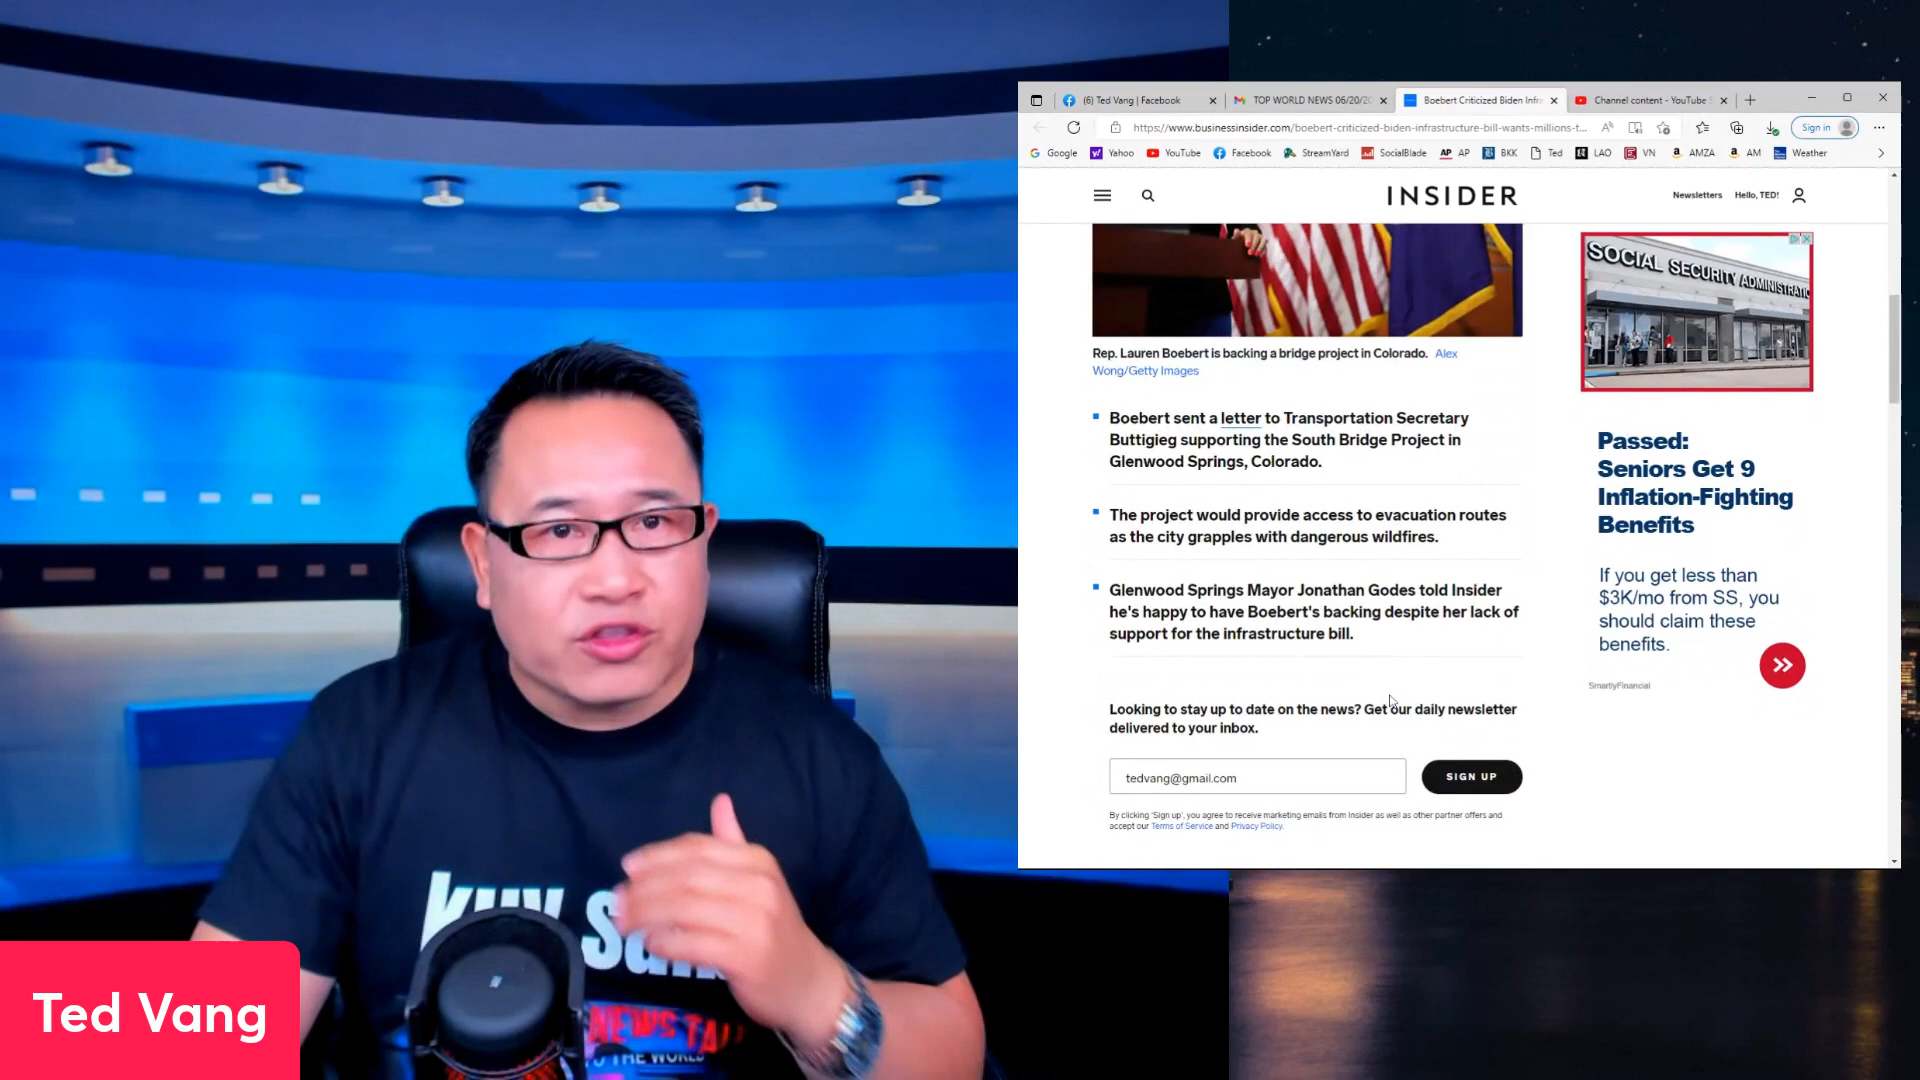 (6) Ted Vang | Facebook
TOP WORLD NEWS 06/20/20
Boebert Criticized Biden Infr
Channel content - YouTube S
https://www.businessinsider.com/boebert-criticized-biden-infrastructure-bill-wants-millions-t...
Sign in
Google
Yahoo
YouTube
Facebook
StreamYard
SocialBlade
AP AP
BKK
Ted
LAO
VN
AMZA
AM
Weather
INSIDER
Newsletters
Hello, TED!
Rep. Lauren Boebert is backing a bridge project in Colorado. Alex
Wong/Getty Images
Boebert sent a letter to Transportation Secretary
Buttigieg supporting the South Bridge Project in
Glenwood Springs, Colorado.
The project would provide access to evacuation routes
as the city grapples with dangerous wildfires.
Glenwood Springs Mayor Jonathan Godes told Insider
he's happy to have Boebert's backing despite her lack of
support for the infrastructure bill.
Looking to stay up to date on the news? Get our daily newsletter
delivered to your inbox.
tedvang@gmail.com
SIGN UP
By clicking 'Sign up', you agree to receive marketing emails from Insider as well as other partner offers and
accept our Terms of Service and Privacy Policy.
SOCIAL SECURITY ADMINISTRATIO
Passed:
Seniors Get 9
Inflation-Fighting
Benefits
If you get less than
$3K/mo from SS, you
should claim these
benefits.
SmartlyFinancial
NEWS TAL
TO THE WORLD
Ted Vang